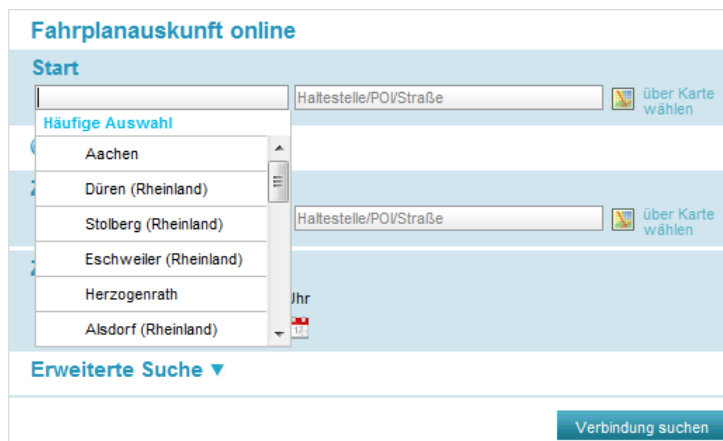 Fahrplanauskunft online
Start
Haltestelle/POI/Straße
über Karte
wählen
Häufige Auswahl
Aachen
Düren (Rheinland)
Stolberg (Rheinland)
Haltestelle/POI/Straße
über Karte
wählen
Eschweiler (Rheinland)
Herzogenrath
Uhr
Alsdorf (Rheinland)
Erweiterte Suche ▼
Verbindung suchen